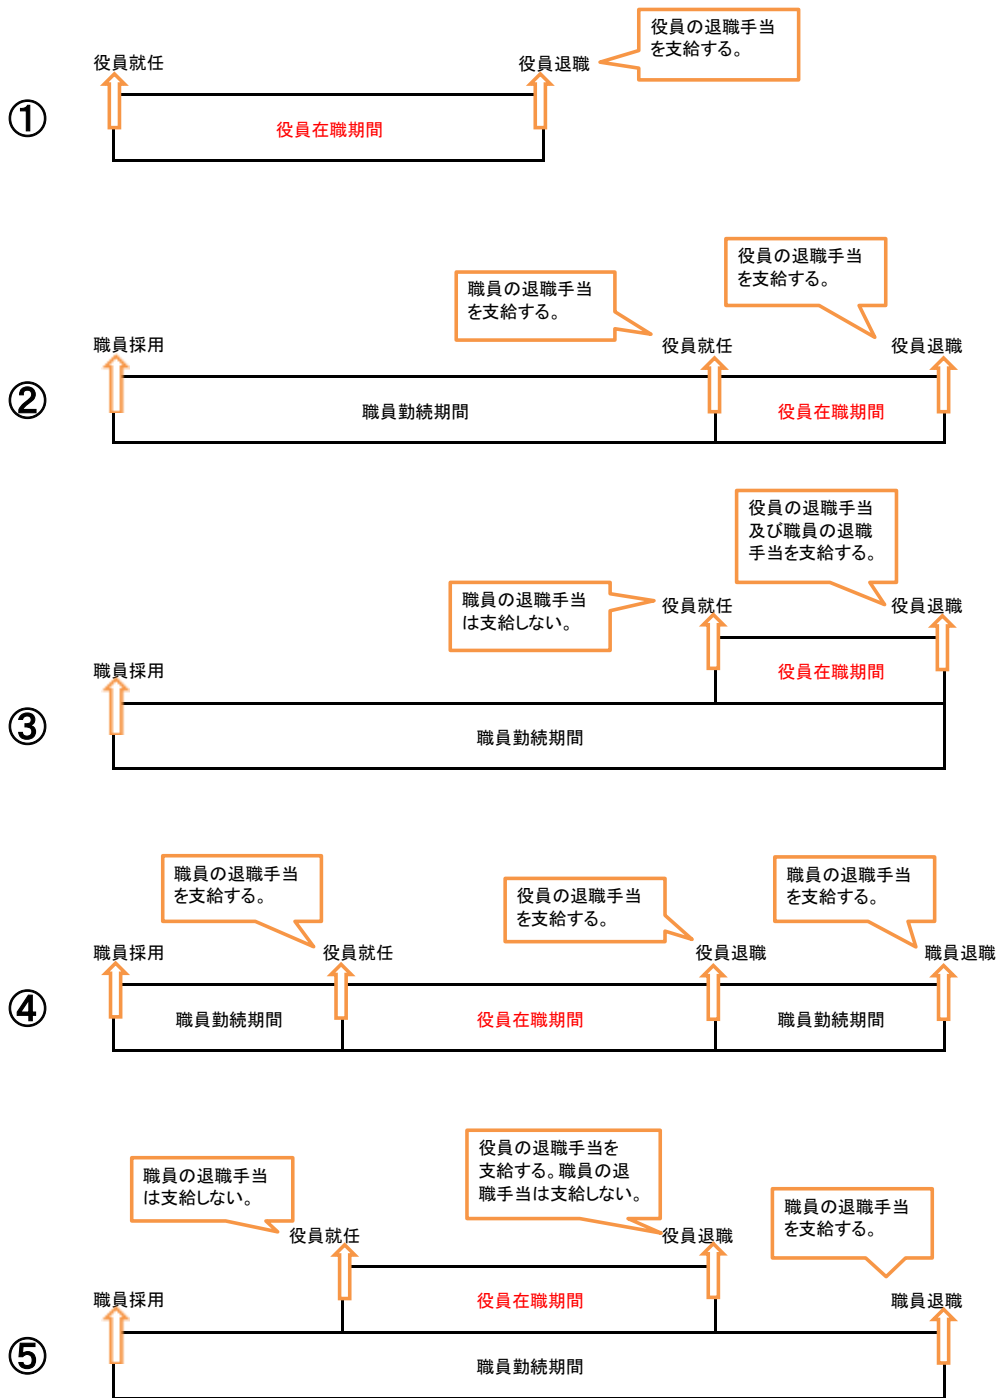 役員の退職手当
を支給する。
役員就任
役員退職
①
役員在職期間
役員の退職手当
を支給する。
職員の退職手当
を支給する。
職員採用
役員就任
役員退職
②
職員勤続期間
役員在職期間
役員の退職手当
及び職員の退職
手当を支給する。
職員の退職手当
は支給しない。
役員就任
役員退職
職員採用
役員在職期間
③
職員勤続期間
職員の退職手当
を支給する。
役員の退職手当
を支給する。
職員の退職手当
を支給する。
職員採用
役員就任
役員退職
職員退職
④
職員勤続期間
役員在職期間
職員勤続期間
役員の退職手当を
支給する。職員の退
職手当は支給しない。
職員の退職手当
は支給しない。
職員の退職手当
を支給する。
役員就任
役員退職
職員採用
役員在職期間
職員退職
⑤
職員勤続期間